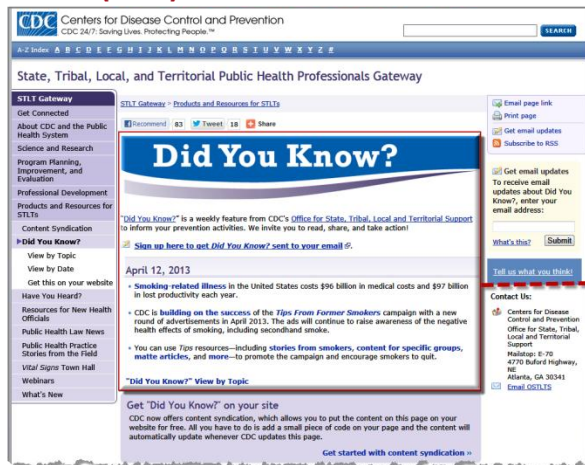 CDC
Centers for Disease Control and Prevention
CDC 24/7: Saving Lives. Protecting People.™
SEARCH
A-Z Index A B C D E F G H I J K L M N O P Q R S T U V W X Y Z #
State, Tribal, Local, and Territorial Public Health Professionals Gateway
STLT Gateway
Get Connected
About CDC and the Public
Health System
Science and Research
Program Planning,
Improvement, and
Evaluation
Professional Development
Products and Resources for
STLTs
Content Syndication
Did You Know?
View by Topic
View by Date
Get this on your website
Have You Heard?
Resources for New Health
Officials
Public Health Law News
Public Health Practice
Stories from the Field
Vital Signs Town Hall
Webinars
What's New
STLT Gateway > Products and Resources for STLTs
Recommend 83 Tweet 18 Share
Did You Know?
"Did You Know?" is a weekly feature from CDC's Office for State, Tribal, Local and Territorial Support
to inform your prevention activities. We invite you to read, share, and take action!
Sign up here to get Did You Know? sent to your email
April 12, 2013
• Smoking-related illness in the United States costs $96 billion in medical costs and $97 billion
in lost productivity each year.
• CDC is building on the success of the Tips From Former Smokers campaign with a new
round of advertisements in April 2013. The ads will continue to raise awareness of the negative
health effects of smoking, including secondhand smoke.
• You can use Tips resources—including stories from smokers, content for specific groups,
matte articles, and more—to promote the campaign and encourage smokers to quit.
"Did You Know?" View by Topic
Get "Did You Know?" on your site
CDC now offers content syndication, which allows you to put the content on this page on your
website for free. All you have to do is add a small piece of code on your page and the content will
automatically update whenever CDC updates this page.
Get started with content syndication »
Email page link
Print page
Get email updates
Subscribe to RSS
Get email updates
To receive email
updates about Did You
Know?, enter your
email address:
What's this? Submit
Tell us what you think!
Contact Us:
Centers for Disease
Control and Prevention
Office for State, Tribal,
Local and Territorial
Support
Mailstop: E-70
4770 Buford Highway,
NE
Atlanta, GA 30341
Email OSTLTS